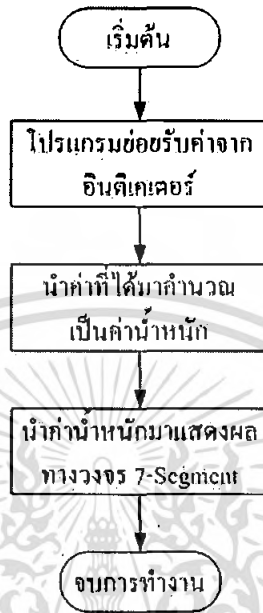 เริ่มต้น
โปรแกรมย่อยรับค่าจาก
อินดิเคเตอร์
นำค่าที่ได้มาคำนวณ
เป็นค่าน้ำหนัก
นำค่าน้ำหนักมาแสดงผล
ทางวงจร 7-Segment
จบการทำงาน